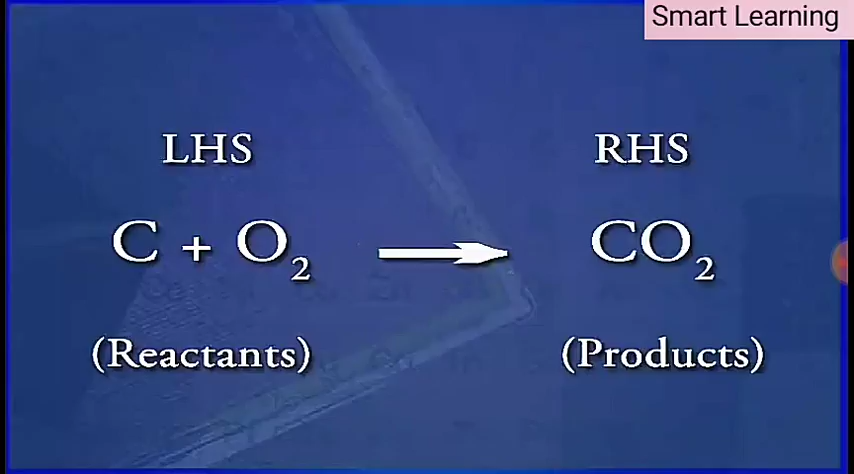 Smart Learning
LHS RHS
C + O₂ → CO₂
(Reactants) (Products)